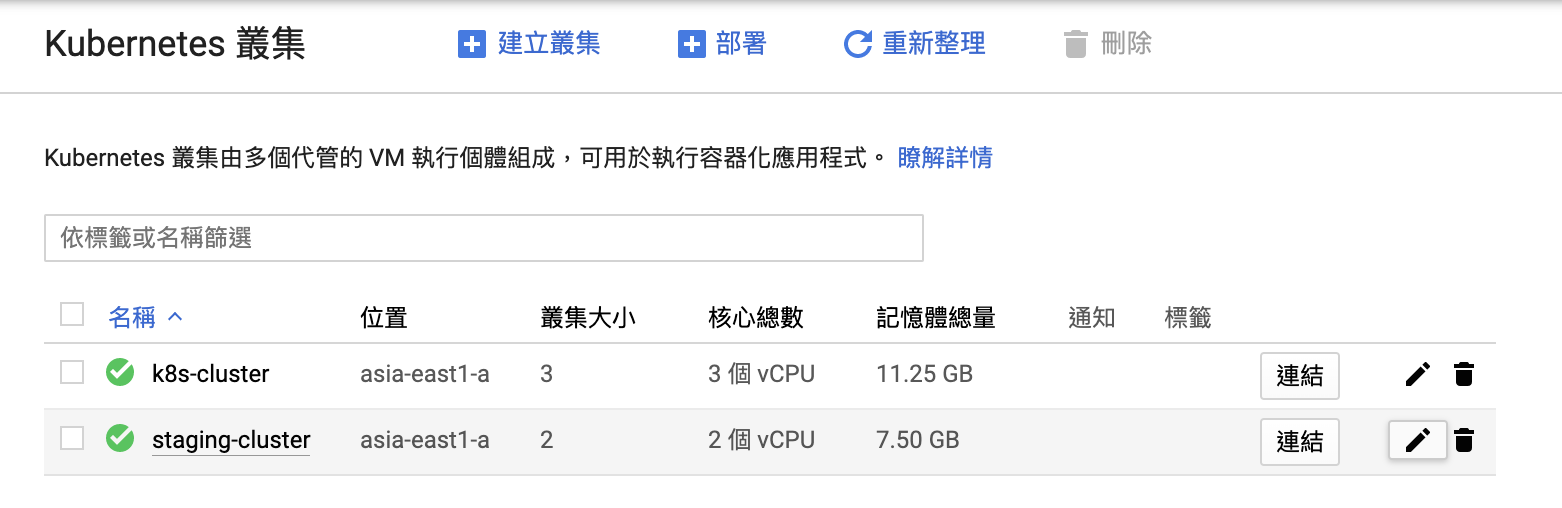 Kubernetes 叢集 建立叢集 部署 重新整理 刪除
Kubernetes 叢集由多個代管的 VM 執行個體組成，可用於執行容器化應用程式。 瞭解詳情
依標籤或名稱篩選
名稱 位置 叢集大小 核心總數 記憶體總量 通知 標籤
k8s-cluster asia-east1-a 3 3 個 vCPU 11.25 GB 連結
staging-cluster asia-east1-a 2 2 個 vCPU 7.50 GB 連結